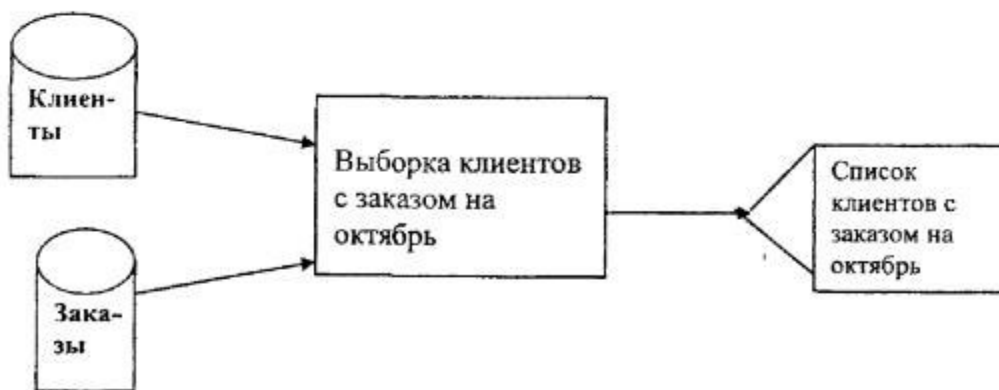 Клиен-
ты
Выборка клиентов
с заказом на
октябрь
Список
клиентов с
заказом на
октябрь
Зака-
зы